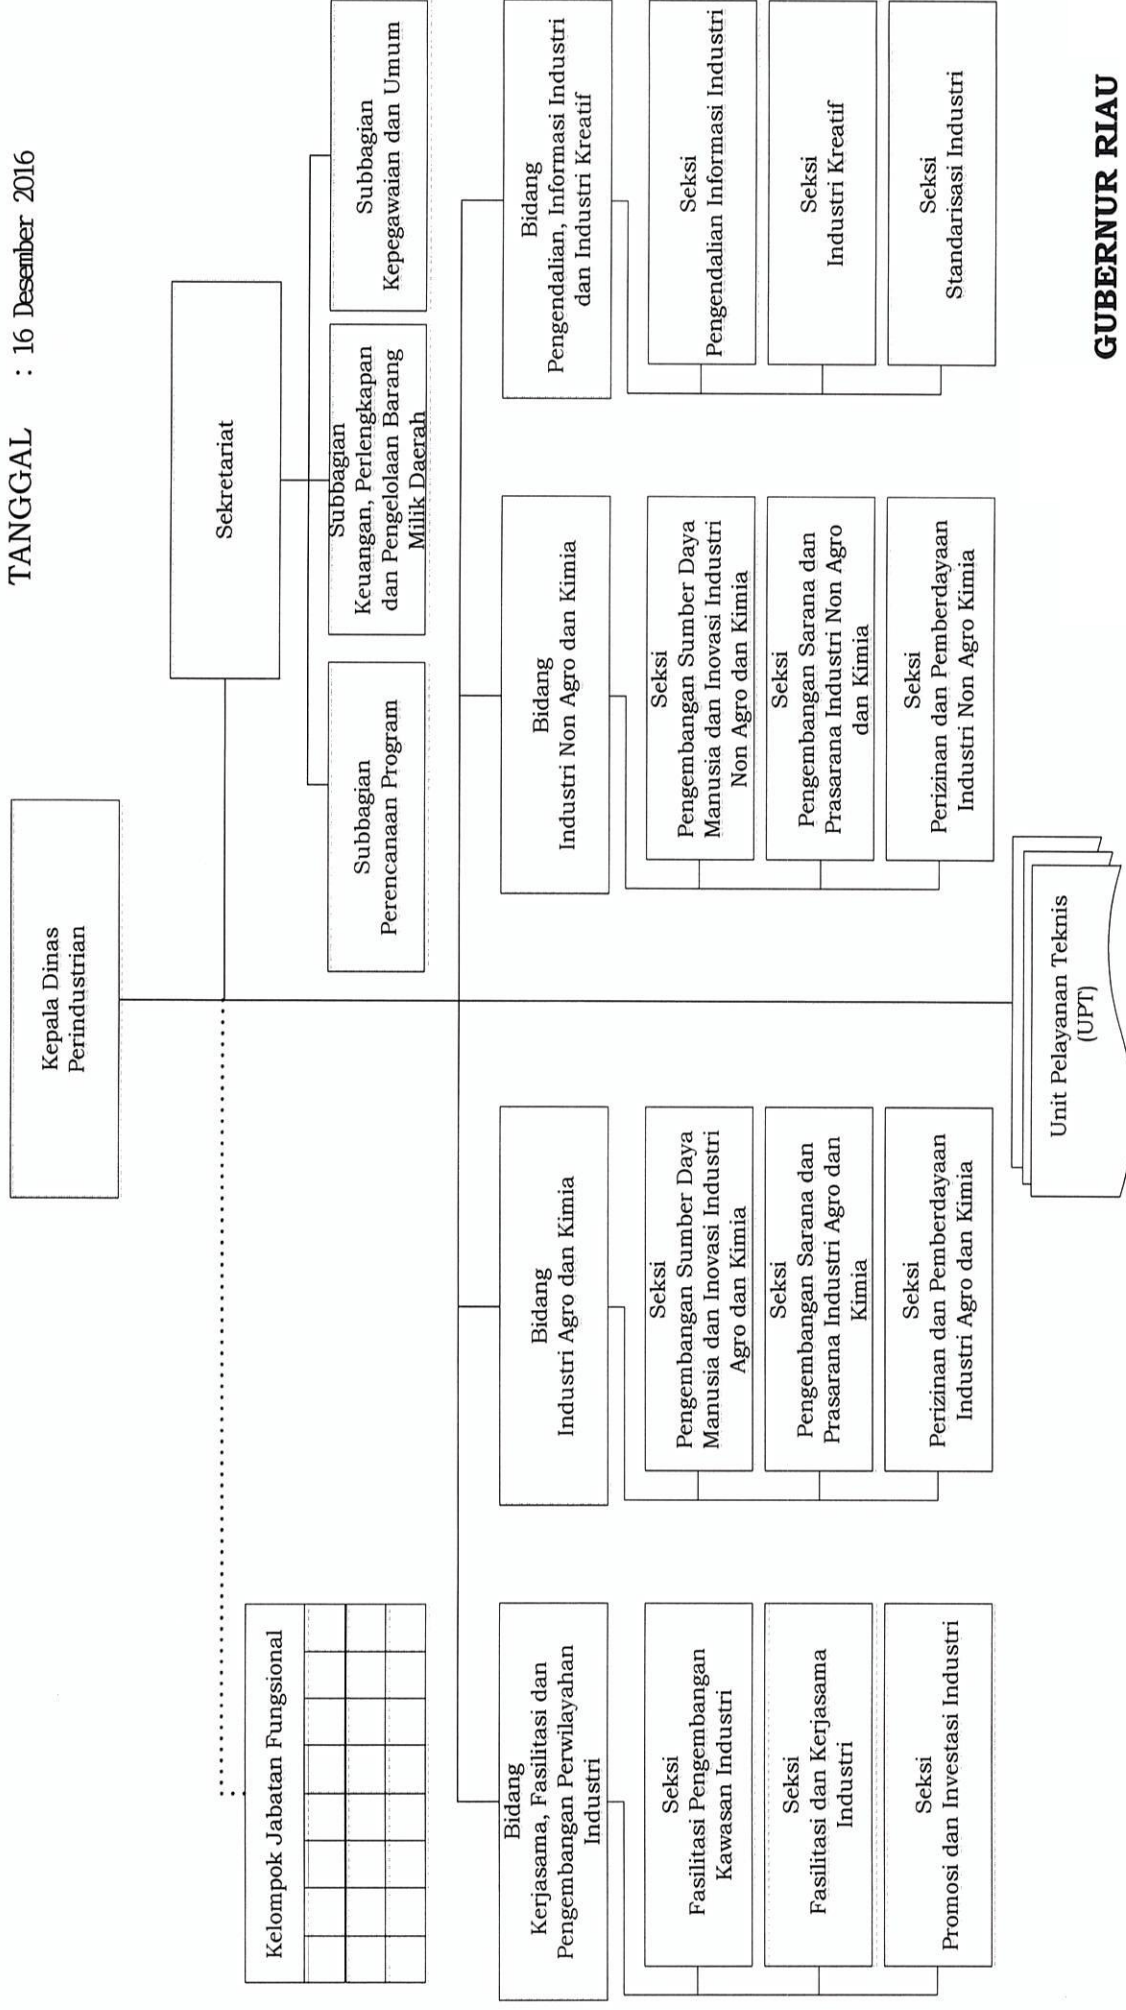 TANGGAL : 16 Desember 2016
Kepala Dinas
Perindustrian
Sekretariat
Kelompok Jabatan Fungsional
Subbagian
Perencanaan Program
Subbagian
Keuangan, Perlengkapan
dan Pengelolaan Barang
Milik Daerah
Subbagian
Kepegawaian dan Umum
Bidang
Kerjasama, Fasilitasi dan
Pengembangan Perwilayahan
Industri
Seksi
Fasilitasi Pengembangan
Kawasan Industri
Seksi
Fasilitasi dan Kerjasama
Industri
Seksi
Promosi dan Investasi Industri
Bidang
Industri Agro dan Kimia
Seksi
Pengembangan Sumber Daya
Manusia dan Inovasi Industri
Agro dan Kimia
Seksi
Pengembangan Sarana dan
Prasarana Industri Agro dan
Kimia
Seksi
Perizinan dan Pemberdayaan
Industri Agro dan Kimia
Bidang
Industri Non Agro dan Kimia
Seksi
Pengembangan Sumber Daya
Manusia dan Inovasi Industri
Non Agro dan Kimia
Seksi
Pengembangan Sarana dan
Prasarana Industri Non Agro
dan Kimia
Seksi
Perizinan dan Pemberdayaan
Industri Non Agro Kimia
Bidang
Pengendalian, Informasi Industri
dan Industri Kreatif
Seksi
Pengendalian Informasi Industri
Seksi
Industri Kreatif
Seksi
Standarisasi Industri
Unit Pelayanan Teknis
(UPT)
GUBERNUR RIAU